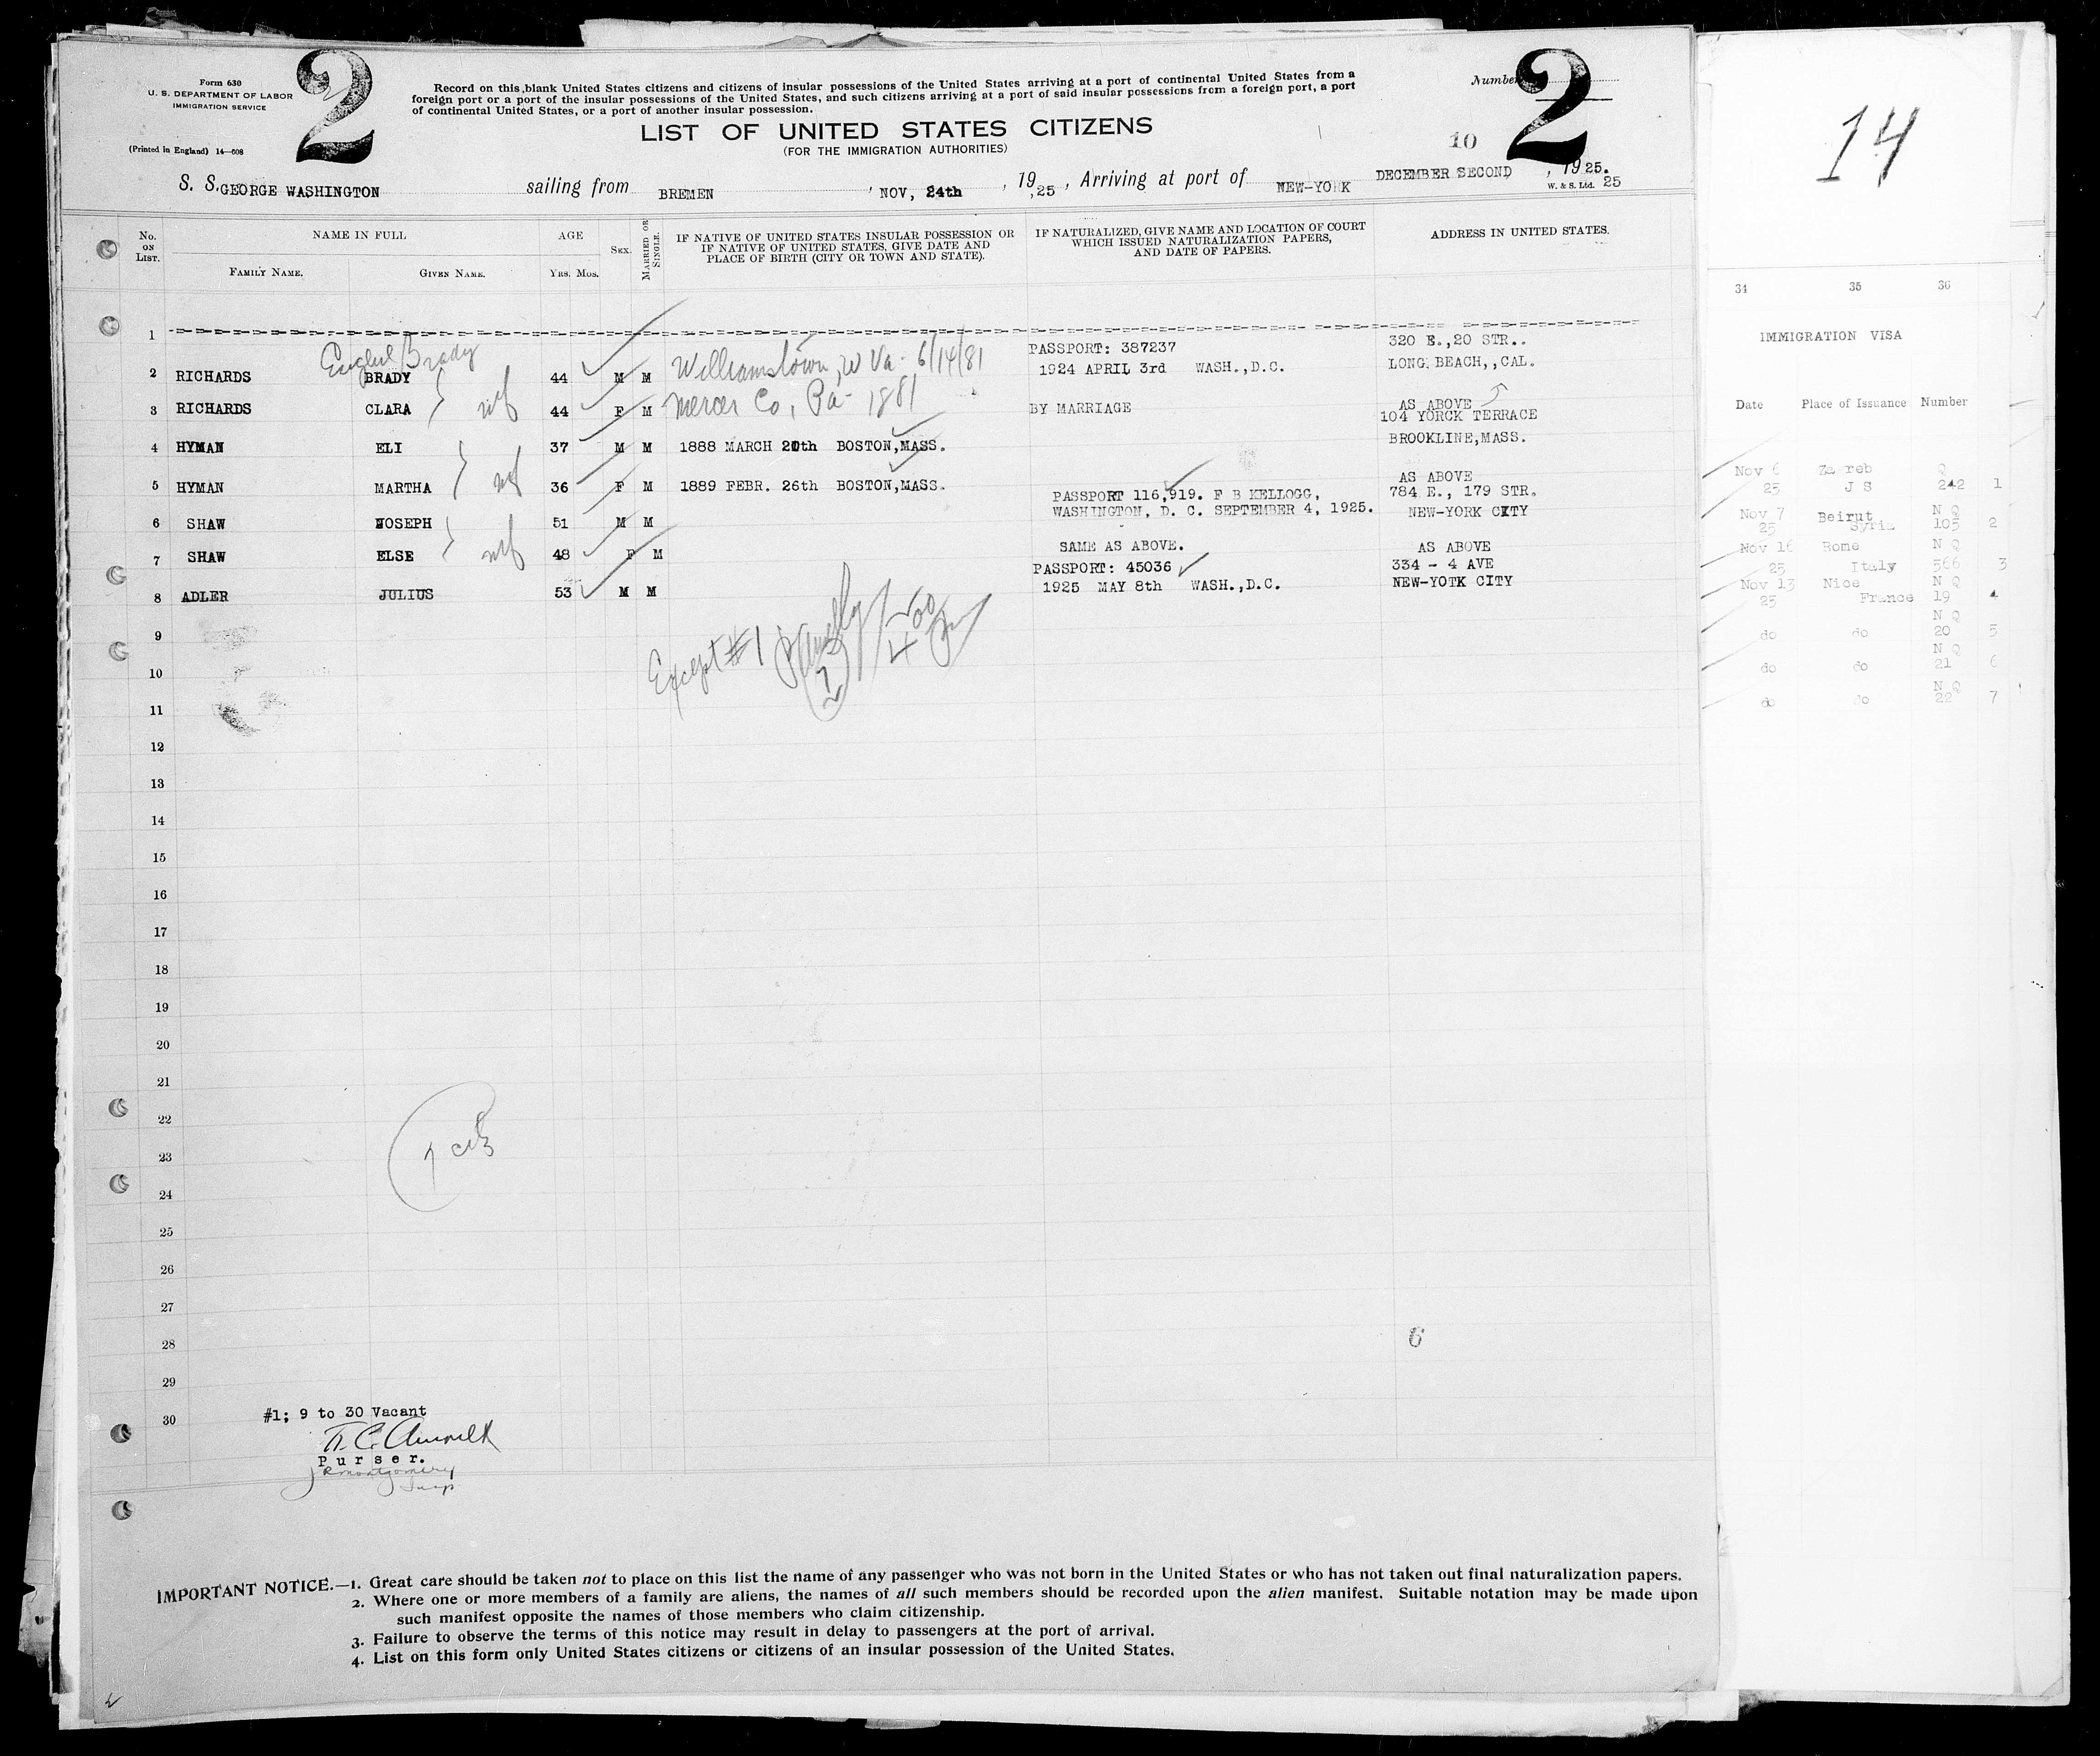 Form 630
U. S. DEPARTMENT OF LABOR
IMMIGRATION SERVICE
(Printed in England) 14—608
2
Record on this blank United States citizens and citizens of insular possessions of the United States arriving at a port of continental United States from a
foreign port or a port of the insular possessions of the United States, and such citizens arriving at a port of said insular possessions from a foreign port, a port
of continental United States, or a port of another insular possession.
LIST OF UNITED STATES CITIZENS
(FOR THE IMMIGRATION AUTHORITIES)
Number
2
10
S. S. GEORGE WASHINGTON sailing from BREMEN , NOV, 24th , 19,25 , Arriving at port of NEW-YORK DECEMBER SECOND , 1925.
W. & S. Ltd. 25
No. ON LIST. NAME IN FULL AGE SEX. MARRIED OR SINGLE. IF NATIVE OF UNITED STATES INSULAR POSSESSION OR IF NATIVE OF UNITED STATES, GIVE DATE AND PLACE OF BIRTH (CITY OR TOWN AND STATE). IF NATURALIZED, GIVE NAME AND LOCATION OF COURT WHICH ISSUED NATURALIZATION PAPERS, AND DATE OF PAPERS. ADDRESS IN UNITED STATES.
FAMILY NAME. GIVEN NAME. YRS. MOS.
1
Brady PASSPORT: 387237 320 E.,20 STR..
2 RICHARDS BRADY 44 M M Williamstown, W Va - 6/14/81 1924 APRIL 3rd WASH.,D.C. LONG BEACH,,CAL.
3 RICHARDS CLARA 44 F M Mercer Co, Pa - 1881 BY MARRIAGE AS ABOVE
104 YORCK TERRACE
4 HYMAN ELI 37 M M 1888 MARCH 20th BOSTON,MASS. BROOKLINE,MASS.
5 HYMAN MARTHA 36 F M 1889 FEBR. 26th BOSTON,MASS. AS ABOVE
PASSPORT 116,919. F B KELLOGG, 784 E., 179 STR.
6 SHAW JOSEPH 51 M M WASHINGTON, D. C. SEPTEMBER 4, 1925. NEW-YORK CITY
7 SHAW ELSE 48 F M SAME AS ABOVE. AS ABOVE
PASSPORT: 45036 334 - 4 AVE
8 ADLER JULIUS 53 M M 1925 MAY 8th WASH.,D.C. NEW-YOTK CITY
9
Except #1
10
11
12
13
14
15
16
17
18
19
20
21
22
23
24
25
26
27
28
6
29
30
#1; 9 to 30 Vacant
Purser.
IMPORTANT NOTICE.—1. Great care should be taken not to place on this list the name of any passenger who was not born in the United States or who has not taken out final naturalization papers.
2. Where one or more members of a family are aliens, the names of all such members should be recorded upon the alien manifest. Suitable notation may be made upon
such manifest opposite the names of those members who claim citizenship.
3. Failure to observe the terms of this notice may result in delay to passengers at the port of arrival.
4. List on this form only United States citizens or citizens of an insular possession of the United States.
14
34 35 36
IMMIGRATION VISA
Date Place of Issuance Number
Nov 6 Zagreb Q
25 J S 242 1
Nov 7 Beirut N Q
25 Syria 105 2
Nov 16 Rome N Q
25 Italy 566 3
Nov 13 Nice N Q
25 France 19 4
N Q
do do 20 5
N Q
do do 21 6
N Q
do do 22 7